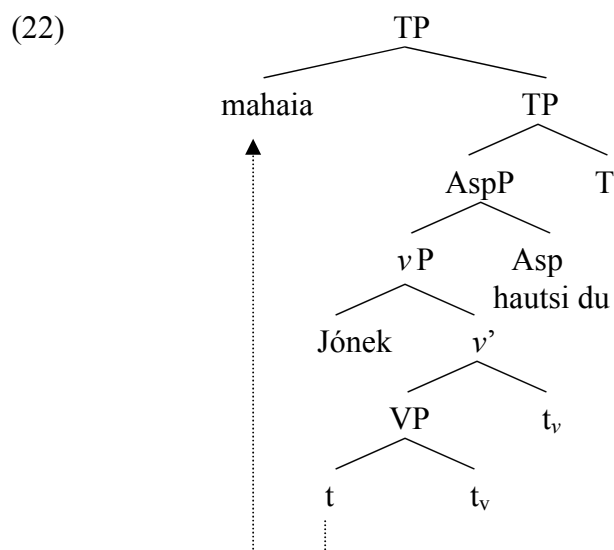 (22) TP
mahaia TP
AspP T
vP Asp
hautsi du
Jónek v’
VP tᵥ
t tᵥ